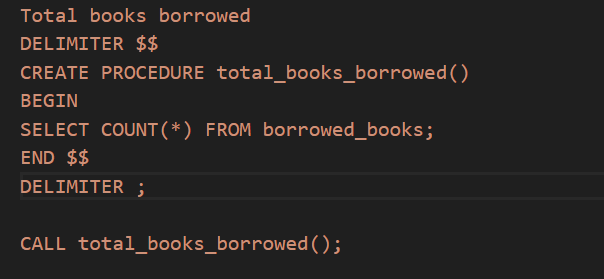 Total books borrowed
DELIMITER $$
CREATE PROCEDURE total_books_borrowed()
BEGIN
SELECT COUNT(*) FROM borrowed_books;
END $$
DELIMITER ;
CALL total_books_borrowed();